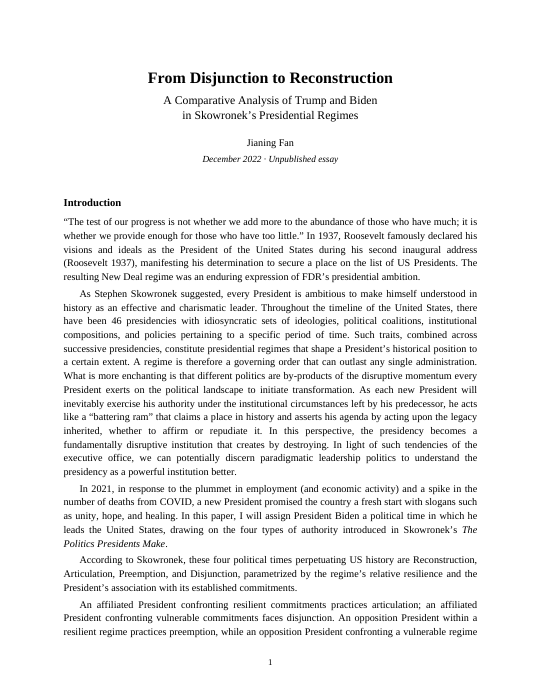 From Disjunction to Reconstruction
A Comparative Analysis of Trump and Biden
in Skowronek’s Presidential Regimes
Jianing Fan
December 2022 · Unpublished essay
Introduction
“The test of our progress is not whether we add more to the abundance of those who have much; it is
whether we provide enough for those who have too little.” In 1937, Roosevelt famously declared his
visions and ideals as the President of the United States during his second inaugural address
(Roosevelt 1937), manifesting his determination to secure a place on the list of US Presidents. The
resulting New Deal regime was an enduring expression of FDR’s presidential ambition.
As Stephen Skowronek suggested, every President is ambitious to make himself understood in
history as an effective and charismatic leader. Throughout the timeline of the United States, there
have been 46 presidencies with idiosyncratic sets of ideologies, political coalitions, institutional
compositions, and policies pertaining to a specific period of time. Such traits, combined across
successive presidencies, constitute presidential regimes that shape a President’s historical position to
a certain extent. A regime is therefore a governing order that can outlast any single administration.
What is more enchanting is that different politics are by-products of the disruptive momentum every
President exerts on the political landscape to initiate transformation. As each new President will
inevitably exercise his authority under the institutional circumstances left by his predecessor, he acts
like a “battering ram” that claims a place in history and asserts his agenda by acting upon the legacy
inherited, whether to affirm or repudiate it. In this perspective, the presidency becomes a
fundamentally disruptive institution that creates by destroying. In light of such tendencies of the
executive office, we can potentially discern paradigmatic leadership politics to understand the
presidency as a powerful institution better.
In 2021, in response to the plummet in employment (and economic activity) and a spike in the
number of deaths from COVID, a new President promised the country a fresh start with slogans such
as unity, hope, and healing. In this paper, I will assign President Biden a political time in which he
leads the United States, drawing on the four types of authority introduced in Skowronek’s The
Politics Presidents Make.
According to Skowronek, these four political times perpetuating US history are Reconstruction,
Articulation, Preemption, and Disjunction, parametrized by the regime’s relative resilience and the
President’s association with its established commitments.
An affiliated President confronting resilient commitments practices articulation; an affiliated
President confronting vulnerable commitments faces disjunction. An opposition President within a
resilient regime practices preemption, while an opposition President confronting a vulnerable regime
1